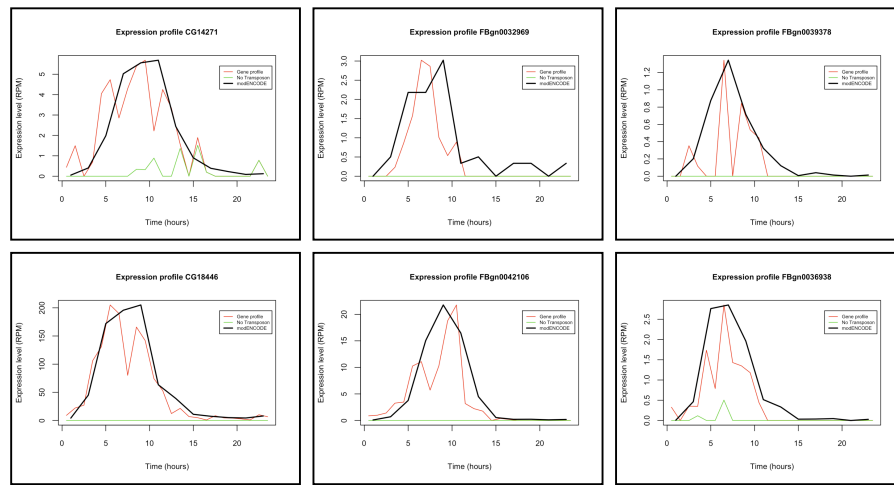 Expression profile CG14271
Expression level (RPM)
0 1 2 3 4 5
Gene profile
No Transposon
modENCODE
0 5 10 15 20
Time (hours)
Expression profile FBgn0032969
Expression level (RPM)
0.0 0.5 1.0 1.5 2.0 2.5 3.0
Gene profile
No Transposon
modENCODE
0 5 10 15 20
Time (hours)
Expression profile FBgn0039378
Expression level (RPM)
0.0 0.2 0.4 0.6 0.8 1.0 1.2
Gene profile
No Transposon
modENCODE
0 5 10 15 20
Time (hours)
Expression profile CG18446
Expression level (RPM)
0 50 100 150 200
Gene profile
No Transposon
modENCODE
0 5 10 15 20
Time (hours)
Expression profile FBgn0042106
Expression level (RPM)
0 5 10 15 20
Gene profile
No Transposon
modENCODE
0 5 10 15 20
Time (hours)
Expression profile FBgn0036938
Expression level (RPM)
0.0 0.5 1.0 1.5 2.0 2.5
Gene profile
No Transposon
modENCODE
0 5 10 15 20
Time (hours)